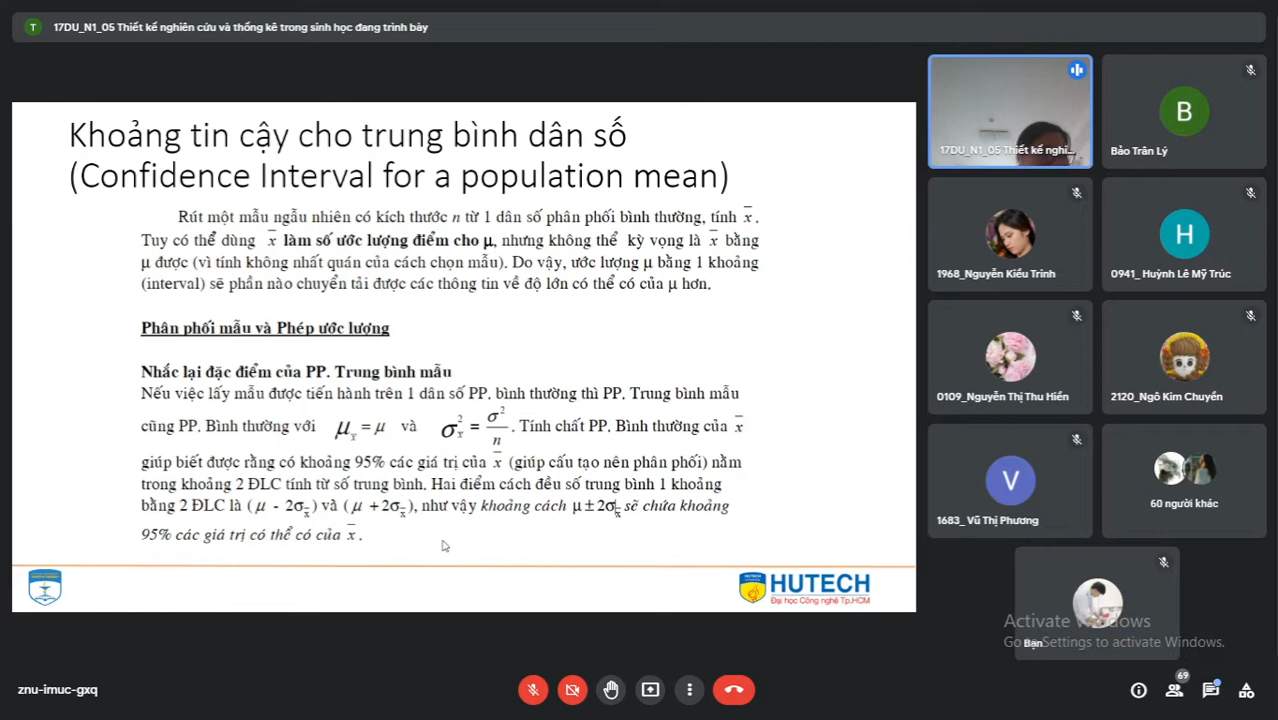 T 17DU_N1_05 Thiết kế nghiên cứu và thống kê trong sinh học đang trình bày
Khoảng tin cậy cho trung bình dân số
(Confidence Interval for a population mean)
Rút một mẫu ngẫu nhiên có kích thước n từ 1 dân số phân phối bình thường, tính x̄.
Tuy có thể dùng x̄ làm số ước lượng điểm cho μ, nhưng không thể kỳ vọng là x̄ bằng
μ được (vì tính không nhất quán của cách chọn mẫu). Do vậy, ước lượng μ bằng 1 khoảng
(interval) sẽ phần nào chuyển tải được các thông tin về độ lớn có thể có của μ hơn.
Phân phối mẫu và Phép ước lượng
Nhắc lại đặc điểm của PP. Trung bình mẫu
Nếu việc lấy mẫu được tiến hành trên 1 dân số PP. bình thường thì PP. Trung bình mẫu
cũng PP. Bình thường với μ_x̄ = μ và σ²_x̄ = σ²/n. Tính chất PP. Bình thường của x̄
giúp biết được rằng có khoảng 95% các giá trị của x̄ (giúp cấu tạo nên phân phối) nằm
trong khoảng 2 ĐLC tính từ số trung bình. Hai điểm cách đều số trung bình 1 khoảng
bằng 2 ĐLC là (μ - 2σ_x̄) và (μ +2σ_x̄), như vậy khoảng cách μ ± 2σ_x̄ sẽ chứa khoảng
95% các giá trị có thể có của x̄.
HUTECH
Đại học Công nghệ Tp.HCM
17DU_N1_05 Thiết kế nghi...
B
Bảo Trân Lý
1968_Nguyễn Kiều Trinh
H
0941_Huỳnh Lê Mỹ Trúc
0109_Nguyễn Thị Thu Hiền
2120_Ngô Kim Chuyền
V
1683_ Vũ Thị Phương
60 người khác
Bạn
Activate Windows
Go to Settings to activate Windows.
znu-imuc-gxq
69